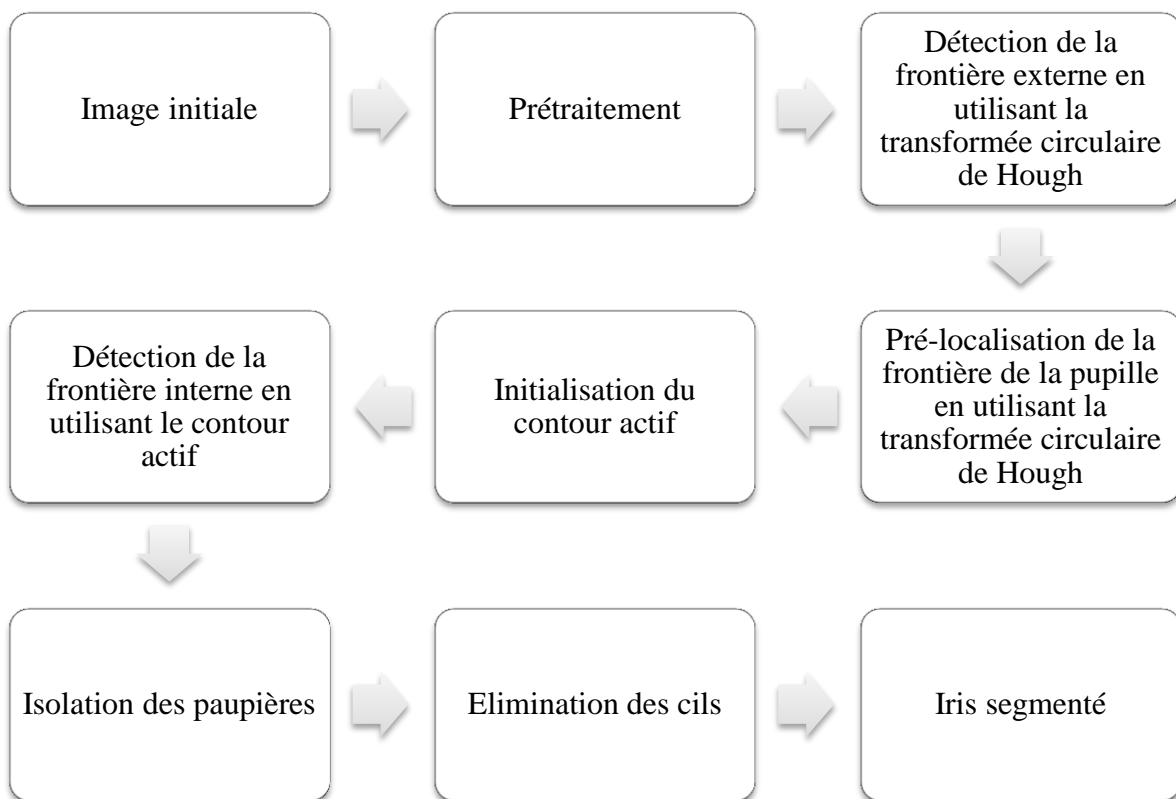 Image initiale
Prétraitement
Détection de la
frontière externe en
utilisant la
transformée circulaire
de Hough
Pré-localisation de la
frontière de la pupille
en utilisant la
transformée circulaire
de Hough
Initialisation du
contour actif
Détection de la
frontière interne en
utilisant le contour
actif
Isolation des paupières
Elimination des cils
Iris segmenté